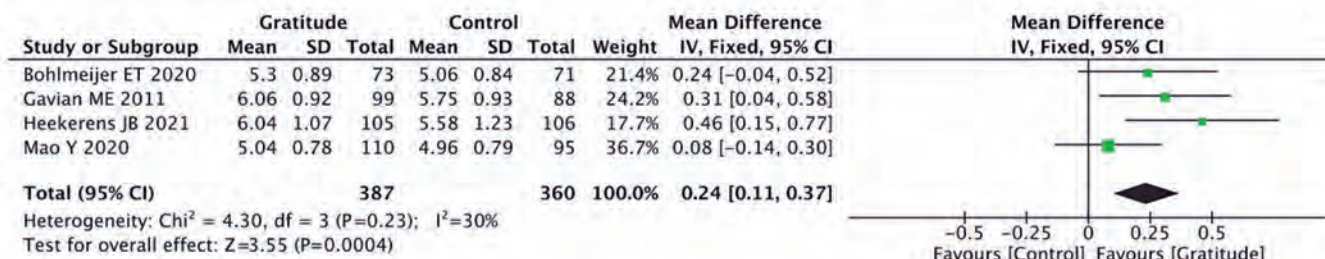 Gratitude Control Mean Difference Mean Difference
Study or Subgroup Mean SD Total Mean SD Total Weight IV, Fixed, 95% CI IV, Fixed, 95% CI
Bohlmeijer ET 2020 5.3 0.89 73 5.06 0.84 71 21.4% 0.24 [−0.04, 0.52]
Gavian ME 2011 6.06 0.92 99 5.75 0.93 88 24.2% 0.31 [0.04, 0.58]
Heekerens JB 2021 6.04 1.07 105 5.58 1.23 106 17.7% 0.46 [0.15, 0.77]
Mao Y 2020 5.04 0.78 110 4.96 0.79 95 36.7% 0.08 [−0.14, 0.30]
Total (95% CI) 387 360 100.0% 0.24 [0.11, 0.37]
Heterogeneity: Chi² = 4.30, df = 3 (P=0.23); I²=30%
Test for overall effect: Z=3.55 (P=0.0004)
−0.5 −0.25 0 0.25 0.5
Favours [Control] Favours [Gratitude]